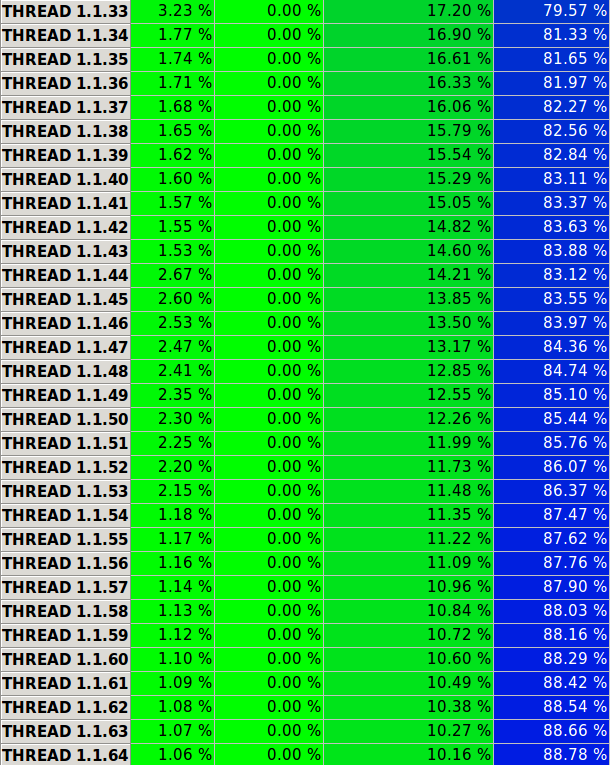 THREAD 1.1.33 3.23 % 0.00 % 17.20 % 79.57 %
THREAD 1.1.34 1.77 % 0.00 % 16.90 % 81.33 %
THREAD 1.1.35 1.74 % 0.00 % 16.61 % 81.65 %
THREAD 1.1.36 1.71 % 0.00 % 16.33 % 81.97 %
THREAD 1.1.37 1.68 % 0.00 % 16.06 % 82.27 %
THREAD 1.1.38 1.65 % 0.00 % 15.79 % 82.56 %
THREAD 1.1.39 1.62 % 0.00 % 15.54 % 82.84 %
THREAD 1.1.40 1.60 % 0.00 % 15.29 % 83.11 %
THREAD 1.1.41 1.57 % 0.00 % 15.05 % 83.37 %
THREAD 1.1.42 1.55 % 0.00 % 14.82 % 83.63 %
THREAD 1.1.43 1.53 % 0.00 % 14.60 % 83.88 %
THREAD 1.1.44 2.67 % 0.00 % 14.21 % 83.12 %
THREAD 1.1.45 2.60 % 0.00 % 13.85 % 83.55 %
THREAD 1.1.46 2.53 % 0.00 % 13.50 % 83.97 %
THREAD 1.1.47 2.47 % 0.00 % 13.17 % 84.36 %
THREAD 1.1.48 2.41 % 0.00 % 12.85 % 84.74 %
THREAD 1.1.49 2.35 % 0.00 % 12.55 % 85.10 %
THREAD 1.1.50 2.30 % 0.00 % 12.26 % 85.44 %
THREAD 1.1.51 2.25 % 0.00 % 11.99 % 85.76 %
THREAD 1.1.52 2.20 % 0.00 % 11.73 % 86.07 %
THREAD 1.1.53 2.15 % 0.00 % 11.48 % 86.37 %
THREAD 1.1.54 1.18 % 0.00 % 11.35 % 87.47 %
THREAD 1.1.55 1.17 % 0.00 % 11.22 % 87.62 %
THREAD 1.1.56 1.16 % 0.00 % 11.09 % 87.76 %
THREAD 1.1.57 1.14 % 0.00 % 10.96 % 87.90 %
THREAD 1.1.58 1.13 % 0.00 % 10.84 % 88.03 %
THREAD 1.1.59 1.12 % 0.00 % 10.72 % 88.16 %
THREAD 1.1.60 1.10 % 0.00 % 10.60 % 88.29 %
THREAD 1.1.61 1.09 % 0.00 % 10.49 % 88.42 %
THREAD 1.1.62 1.08 % 0.00 % 10.38 % 88.54 %
THREAD 1.1.63 1.07 % 0.00 % 10.27 % 88.66 %
THREAD 1.1.64 1.06 % 0.00 % 10.16 % 88.78 %